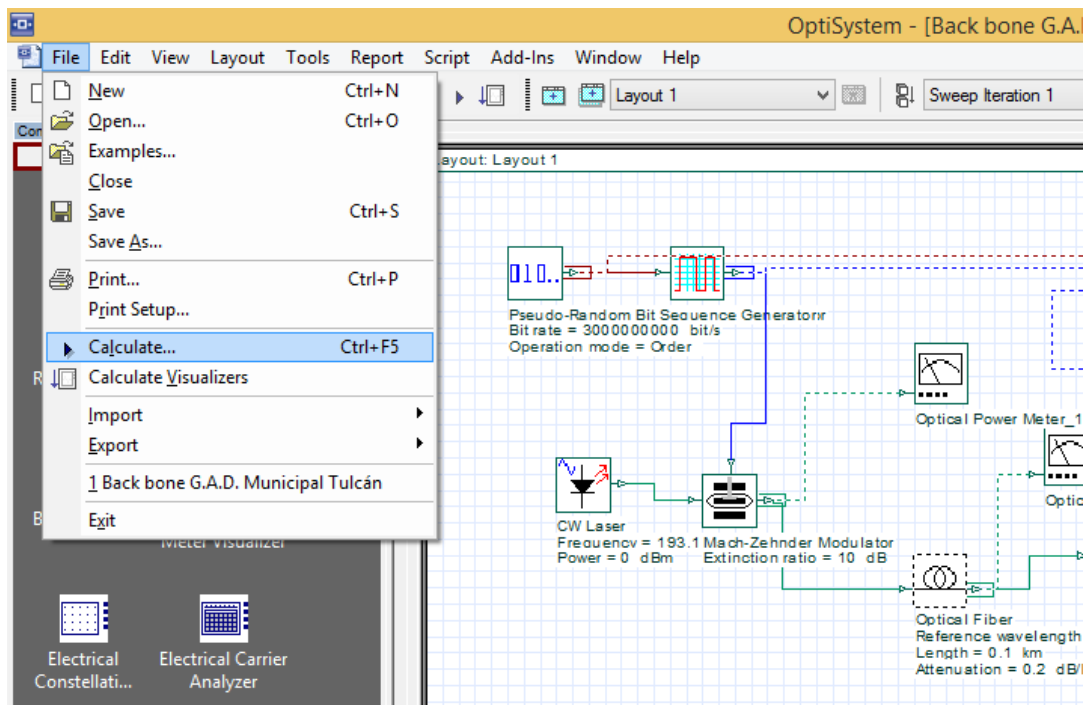 OptiSystem - [Back bone G.A.
File Edit View Layout Tools Report Script Add-Ins Window Help
New Ctrl+N
Open... Ctrl+O
Examples...
Close
Save Ctrl+S
Save As...
Print... Ctrl+P
Print Setup...
Calculate... Ctrl+F5
Calculate Visualizers
Import
Export
1 Back bone G.A.D. Municipal Tulcán
Exit
Layout 1
Sweep Iteration 1
Layout 1
010..
Pseudo-Random Bit Sequence Generator
Bit rate = 3000000000 bit/s
Operation mode = Order
Optical Power Meter_1
CW Laser
Frequency = 193.1
Power = 0 dBm
Mach-Zehnder Modulator
Extinction ratio = 10 dB
Optical Fiber
Reference wavelength
Length = 0.1 km
Attenuation = 0.2
Meter Visualizer
Electrical
Constellati...
Electrical Carrier
Analyzer